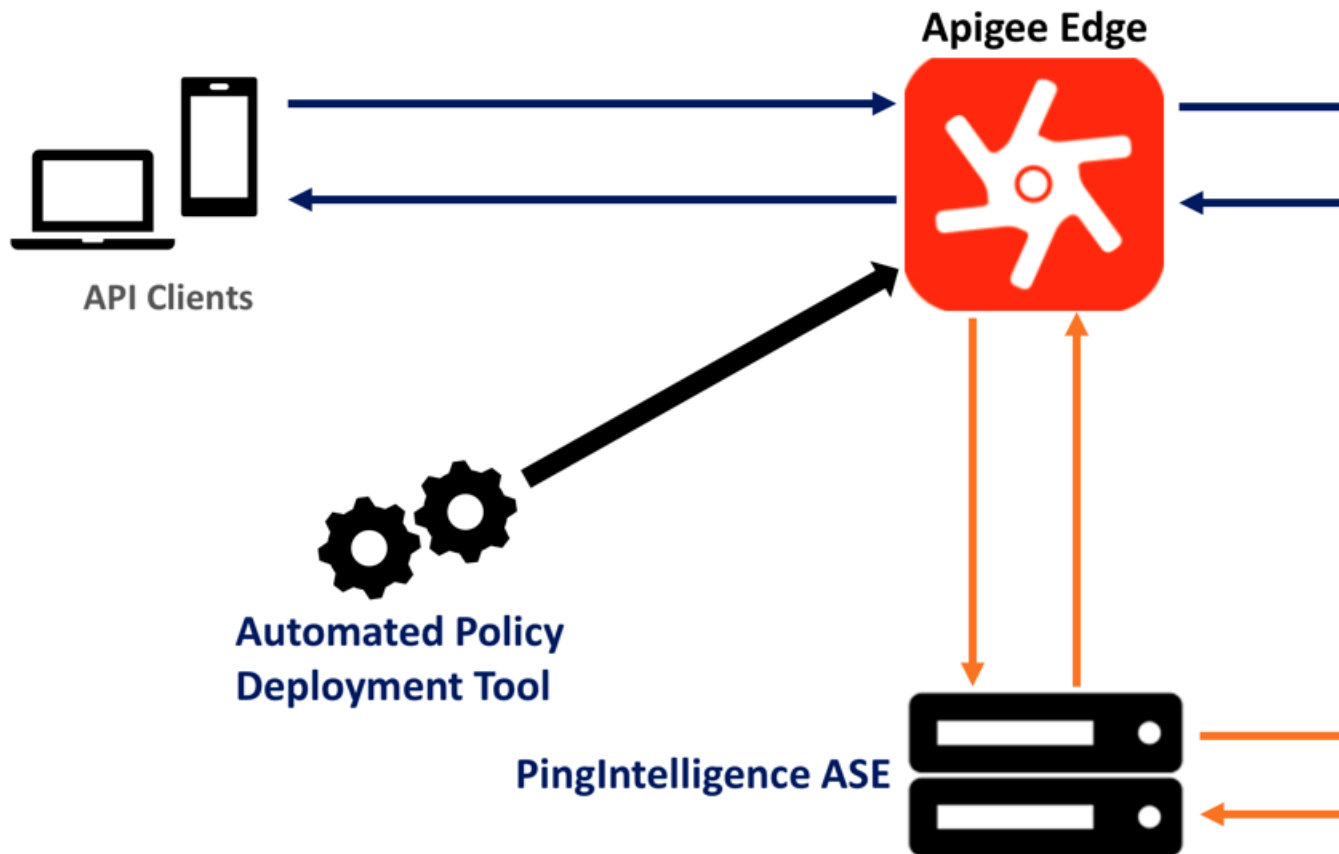 Apigee Edge
API Clients
Automated Policy
Deployment Tool
PingIntelligence ASE